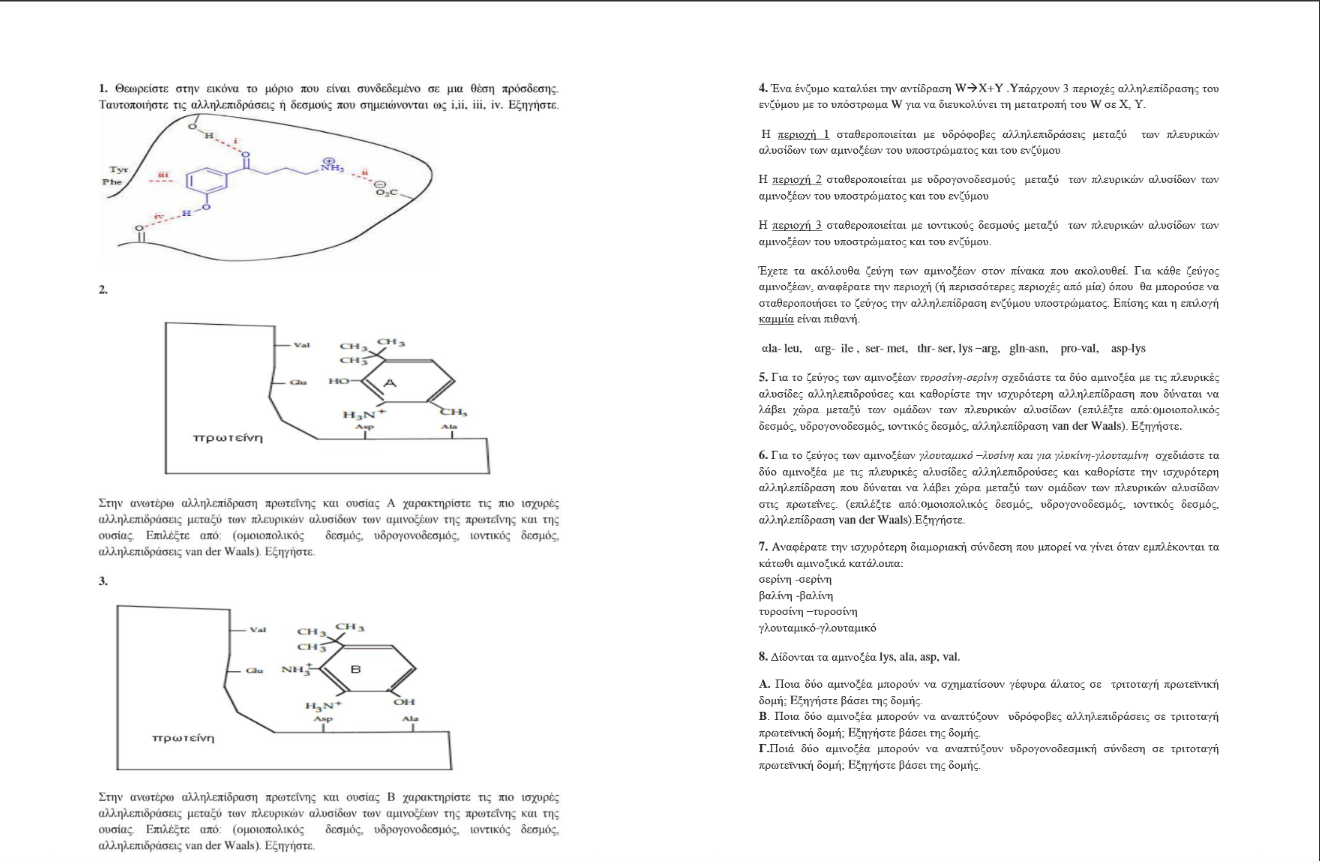 1. Θεωρείστε στην εικόνα το μόριο που είναι συνδεδεμένο σε μια θέση πρόσδεσης.
Ταυτοποιήστε τις αλληλεπιδράσεις ή δεσμούς που σημειώνονται ως i,ii, iii, iv. Εξηγήστε.
O
H
i
O
Tyr
Phe
iii
⊕
NH3
ii
⊖
O2C
O
H
iv
O
2.
Val
CH3 CH3
CH3
Glu
HO
A
H3N+
CH3
Asp
Ala
πρωτείνη
Στην ανωτέρω αλληλεπίδραση πρωτεΐνης και ουσίας Α χαρακτηρίστε τις πιο ισχυρές
αλληλεπιδράσεις μεταξύ των πλευρικών αλυσίδων των αμινοξέων της πρωτεΐνης και της
ουσίας. Επιλέξτε από: (ομοιοπολικός δεσμός, υδρογονοδεσμός, ιοντικός δεσμός,
αλληλεπιδράσεις van der Waals). Εξηγήστε.
3.
Val
CH3 CH3
CH3
Glu
NH3+
B
H3N+
OH
Asp
Ala
πρωτείνη
Στην ανωτέρω αλληλεπίδραση πρωτεΐνης και ουσίας Β χαρακτηρίστε τις πιο ισχυρές
αλληλεπιδράσεις μεταξύ των πλευρικών αλυσίδων των αμινοξέων της πρωτεΐνης και της
ουσίας. Επιλέξτε από: (ομοιοπολικός δεσμός, υδρογονοδεσμός, ιοντικός δεσμός,
αλληλεπιδράσεις van der Waals). Εξηγήστε.
4. Ένα ένζυμο καταλύει την αντίδραση W→X+Y .Υπάρχουν 3 περιοχές αλληλεπίδρασης του
ενζύμου με το υπόστρωμα W για να διευκολύνει τη μετατροπή του W σε X, Y.
Η περιοχή 1 σταθεροποιείται με υδρόφοβες αλληλεπιδράσεις μεταξύ των πλευρικών
αλυσίδων των αμινοξέων του υποστρώματος και του ενζύμου
Η περιοχή 2 σταθεροποιείται με υδρογονοδεσμούς μεταξύ των πλευρικών αλυσίδων των
αμινοξέων του υποστρώματος και του ενζύμου
Η περιοχή 3 σταθεροποιείται με ιοντικούς δεσμούς μεταξύ των πλευρικών αλυσίδων των
αμινοξέων του υποστρώματος και του ενζύμου.
Έχετε τα ακόλουθα ζεύγη των αμινοξέων στον πίνακα που ακολουθεί. Για κάθε ζεύγος
αμινοξέων, αναφέρατε την περιοχή (ή περισσότερες περιοχές από μία) όπου θα μπορούσε να
σταθεροποιήσει το ζεύγος την αλληλεπίδραση ενζύμου υποστρώματος. Επίσης και η επιλογή
καμμία είναι πιθανή.
αla- leu, αrg- ile , ser- met, thr- ser, lys –arg, gln-asn, pro-val, asp-lys
5. Για το ζεύγος των αμινοξέων τυροσίνη-σερίνη σχεδιάστε τα δύο αμινοξέα με τις πλευρικές
αλυσίδες αλληλεπιδρούσες και καθορίστε την ισχυρότερη αλληλεπίδραση που δύναται να
λάβει χώρα μεταξύ των ομάδων των πλευρικών αλυσίδων (επιλέξτε από:ομοιοπολικός
δεσμός, υδρογονοδεσμός, ιοντικός δεσμός, αλληλεπίδραση van der Waals). Εξηγήστε.
6. Για το ζεύγος των αμινοξέων γλουταμικό –λυσίνη και για γλυκίνη-γλουταμίνη σχεδιάστε τα
δύο αμινοξέα με τις πλευρικές αλυσίδες αλληλεπιδρούσες και καθορίστε την ισχυρότερη
αλληλεπίδραση που δύναται να λάβει χώρα μεταξύ των ομάδων των πλευρικών αλυσίδων
στις πρωτεΐνες. (επιλέξτε από:ομοιοπολικός δεσμός, υδρογονοδεσμός, ιοντικός δεσμός,
αλληλεπίδραση van der Waals).Εξηγήστε.
7. Αναφέρατε την ισχυρότερη διαμοριακή σύνδεση που μπορεί να γίνει όταν εμπλέκονται τα
κάτωθι αμινοξικά κατάλοιπα:
σερίνη -σερίνη
βαλίνη -βαλίνη
τυροσίνη –τυροσίνη
γλουταμικό-γλουταμικό
8. Δίδονται τα αμινοξέα lys, ala, asp, val.
Α. Ποια δύο αμινοξέα μπορούν να σχηματίσουν γέφυρα άλατος σε τριτοταγή πρωτεϊνική
δομή; Εξηγήστε βάσει της δομής.
Β. Ποια δύο αμινοξέα μπορούν να αναπτύξουν υδρόφοβες αλληλεπιδράσεις σε τριτοταγή
πρωτεϊνική δομή; Εξηγήστε βάσει της δομής.
Γ.Ποιά δύο αμινοξέα μπορούν να αναπτύξουν υδρογονοδεσμική σύνδεση σε τριτοταγή
πρωτεϊνική δομή; Εξηγήστε βάσει της δομής.